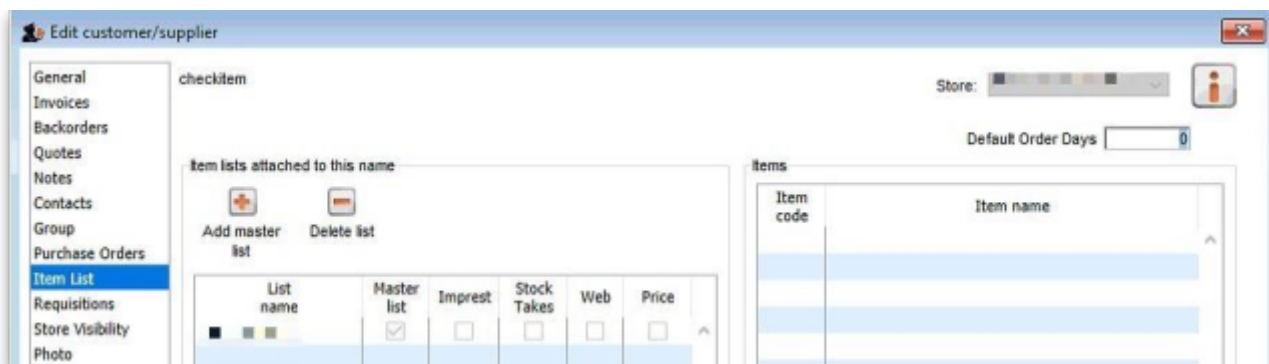 Edit customer/supplier
General
Invoices
Backorders
Quotes
Notes
Contacts
Group
Purchase Orders
Item List
Requisitions
Store Visibility
Photo
checkitem
Store:
Default Order Days 0
Item lists attached to this name
Add master list
Delete list
List name
Master list
Imprest
Stock Takes
Web
Price
Items
Item code
Item name